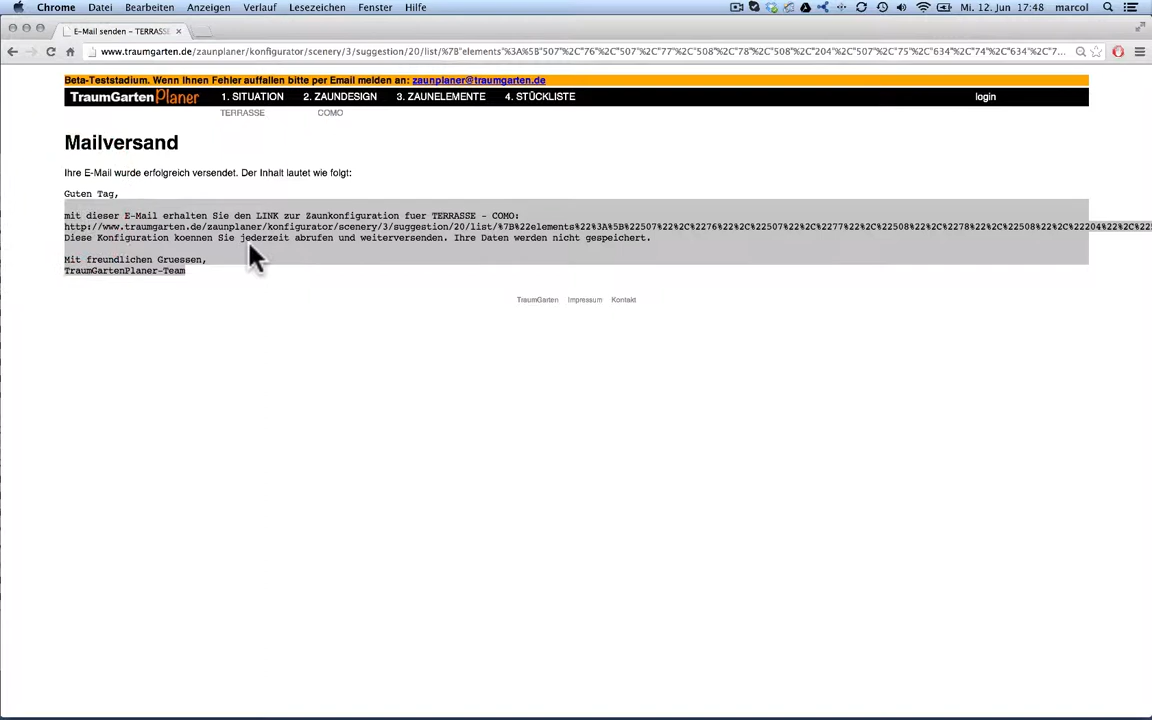 Chrome Datei Bearbeiten Anzeigen Verlauf Lesezeichen Fenster Hilfe Mi. 12. Jun 17:48 marcol
E-Mail senden – TERRASSE
www.traumgarten.de/zaunplaner/konfigurator/scenery/3/suggestion/20/list/%7B"elements"%3A%5B"507"%2C"76"%2C"507"%2C"77"%2C"508"%2C"78"%2C"508"%2C"204"%2C"507"%2C"75"%2C"634"%2C"74"%2C"634"%2C"7...
Beta-Teststadium. Wenn Ihnen Fehler auffallen bitte per Email melden an: zaunplaner@traumgarten.de
TraumGartenPlaner 1. SITUATION 2. ZAUNDESIGN 3. ZAUNELEMENTE 4. STÜCKLISTE login
TERRASSE COMO
Mailversand
Ihre E-Mail wurde erfolgreich versendet. Der Inhalt lautet wie folgt:
Guten Tag,
mit dieser E-Mail erhalten Sie den LINK zur Zaunkonfiguration fuer TERRASSE - COMO:
http://www.traumgarten.de/zaunplaner/konfigurator/scenery/3/suggestion/20/list/%7B%22elements%22%3A%5B%22507%22%2C%2276%22%2C%22507%22%2C%2277%22%2C%22508%22%2C%2278%22%2C%22508%22%2C%22204%22%2C%225
Diese Konfiguration koennen Sie jederzeit abrufen und weiterversenden. Ihre Daten werden nicht gespeichert.
Mit freundlichen Gruessen,
TraumGartenPlaner-Team
TraumGarten Impressum Kontakt